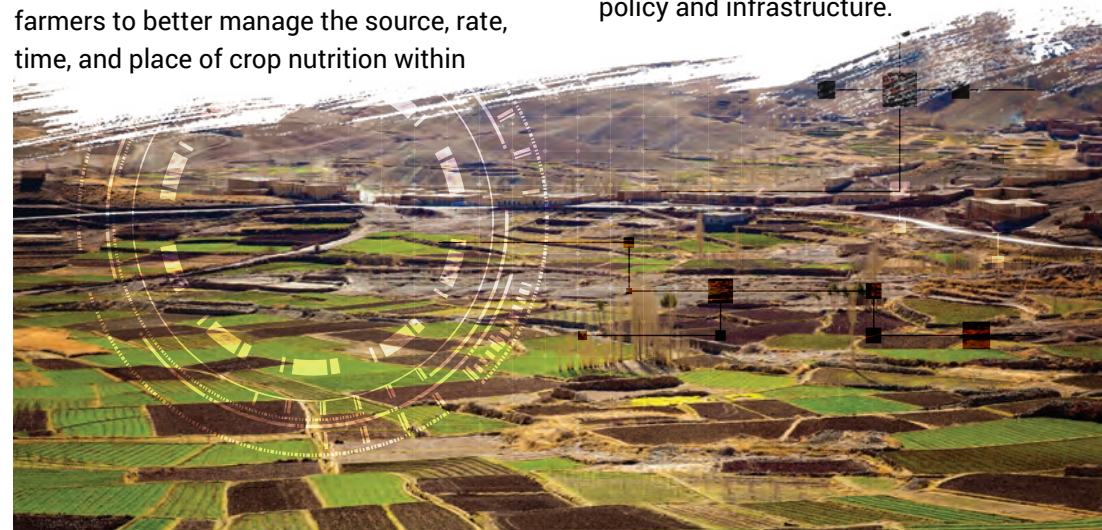 farmers to better manage the source, rate,
time, and place of crop nutrition within
policy and infrastructure.